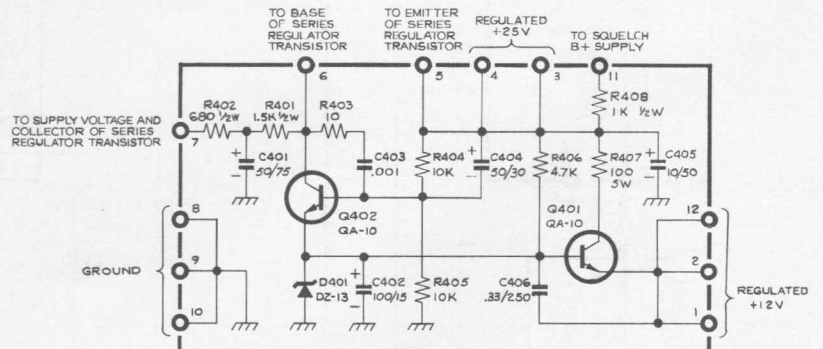 TO BASE
OF SERIES
REGULATOR
TRANSISTOR
TO EMITTER
OF SERIES
REGULATOR
TRANSISTOR
REGULATED
+25V
TO SQUELCH
B+ SUPPLY
6
5
4
3
11
TO SUPPLY VOLTAGE AND
COLLECTOR OF SERIES
REGULATOR TRANSISTOR
7
R402
680 ½W
R401
1.5K ½W
R403
10
R408
1K ½W
+
C401
50/75
-
C403
.001
R404
10K
+
C404
50/30
-
R406
4.7K
R407
100
5W
+
C405
10/50
-
Q402
QA-10
Q401
QA-10
8
9
10
GROUND
12
2
1
REGULATED
+12V
D401
DZ-13
+
C402
100/15
-
R405
10K
C406
.33/250